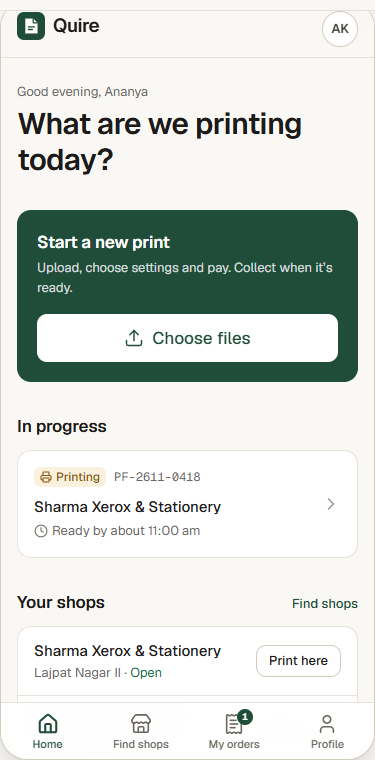 Quire
AK
Good evening, Ananya
What are we printing
today?
Start a new print
Upload, choose settings and pay. Collect when it's
ready.
Choose files
In progress
Printing PF-2611-0418
Sharma Xerox & Stationery
Ready by about 11:00 am
Your shops
Find shops
Sharma Xerox & Stationery
Lajpat Nagar II · Open
Print here
1
Home
Find shops
My orders
Profile